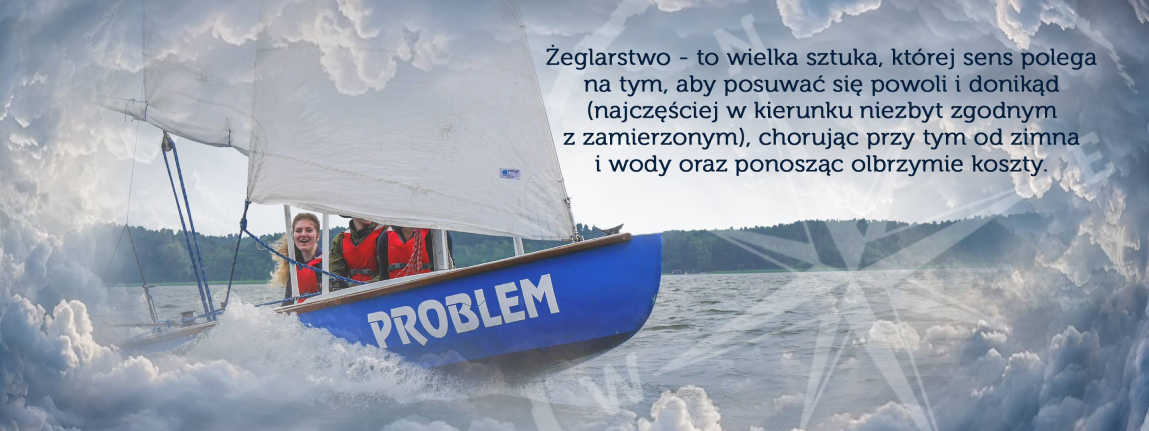 Żeglarstwo - to wielka sztuka, której sens polega
na tym, aby posuwać się powoli i donikąd
(najczęściej w kierunku niezbyt zgodnym
z zamierzonym), chorując przy tym od zimna
i wody oraz ponosząc olbrzymie koszty.
PROBLEM
N
E
W